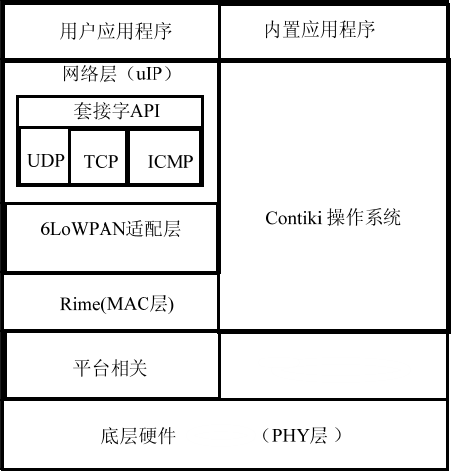 用户应用程序
内置应用程序
网络层（uIP）
套接字API
UDP
TCP
ICMP
Contiki 操作系统
6LoWPAN适配层
Rime(MAC层)
平台相关
底层硬件 （PHY层 ）